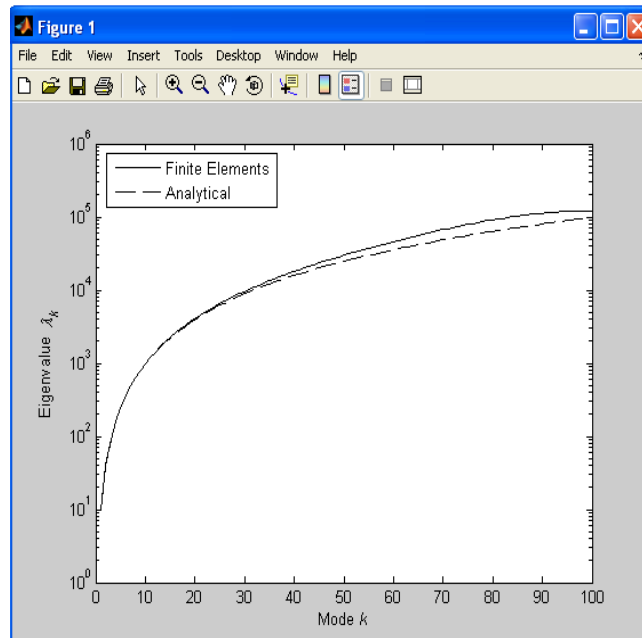 Figure 1
File Edit View Insert Tools Desktop Window Help
10^6
10^5
10^4
10^3
10^2
10^1
10^0
Finite Elements
Analytical
Eigenvalue λ_k
0 10 20 30 40 50 60 70 80 90 100
Mode k